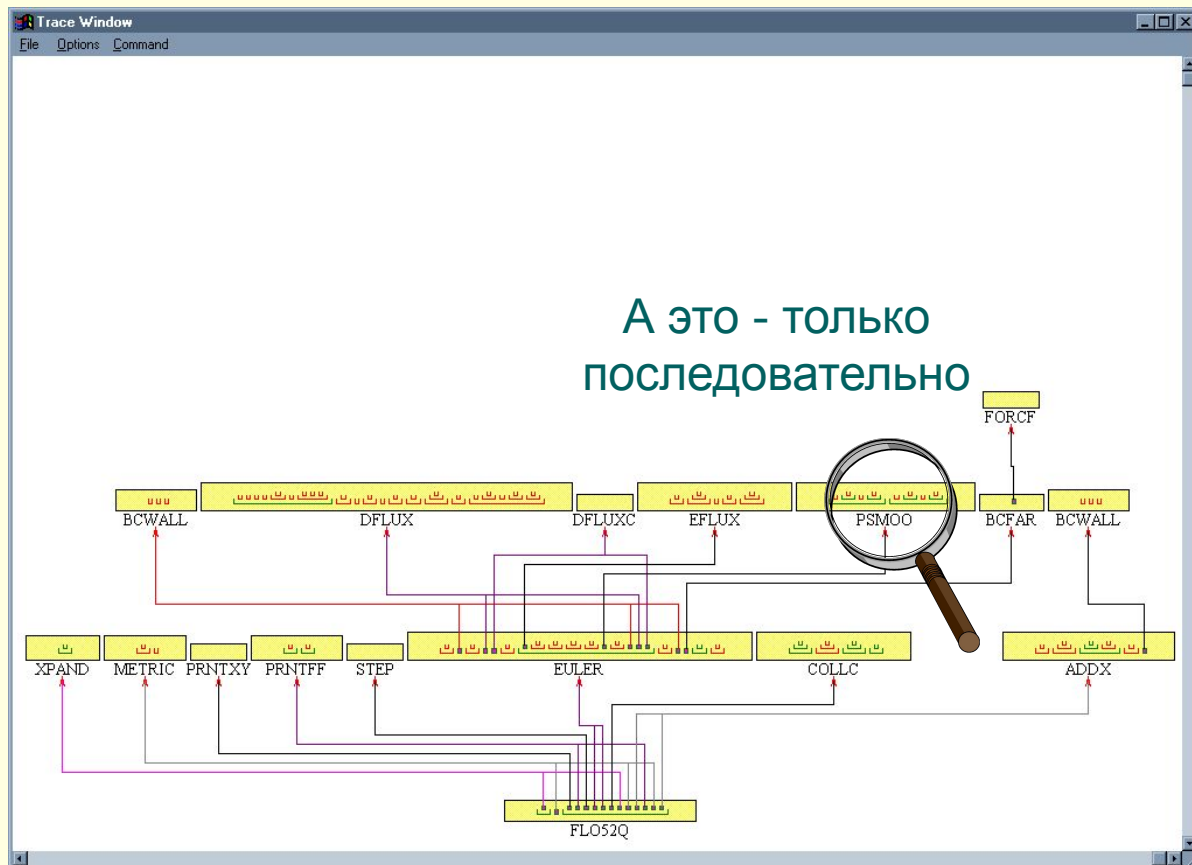 Trace Window
File Options Command
А это - только
последовательно
FORCF
BCWALL DFLUX DFLUXC EFLUX PSMOO BCFAR BCWALL
XPAND METRIC PRNTXY PRNTFF STEP EULER COLLC ADDX
FLO52Q